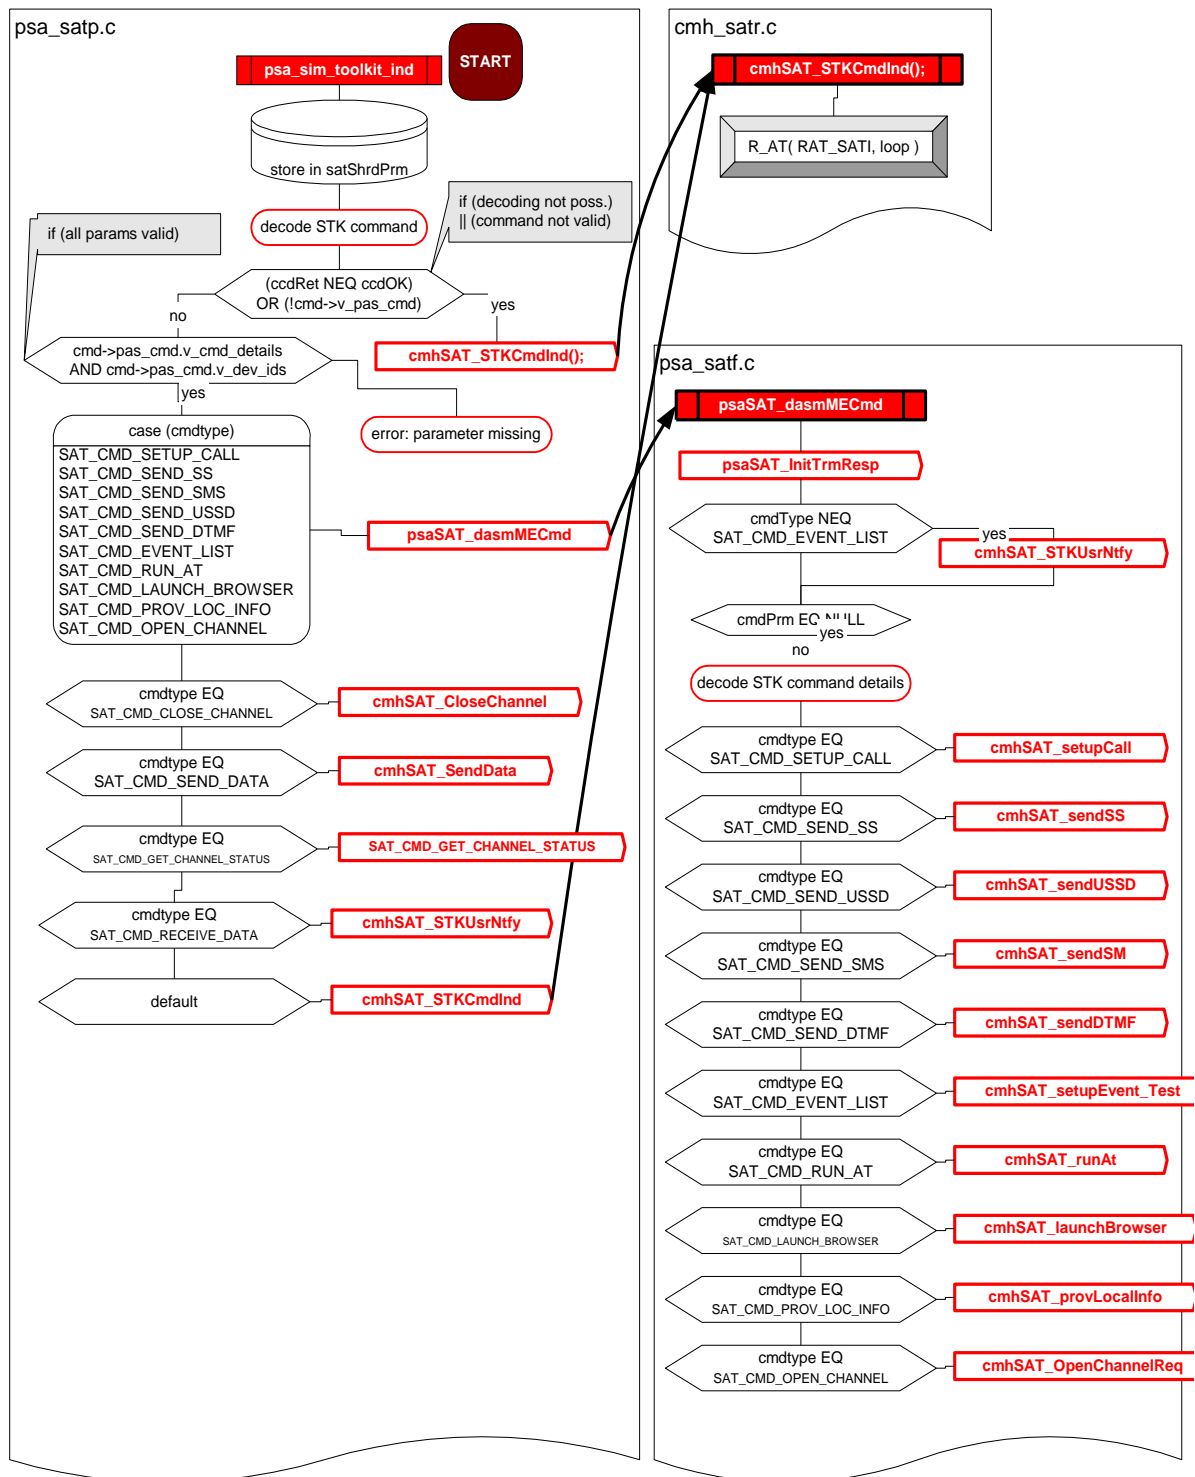 psa_satp.c
START
psa_sim_toolkit_ind
store in satShrdPrm
if (decoding not poss.)
|| (command not valid)
if (all params valid)
decode STK command
(ccdRet NEQ ccdOK)
OR (!cmd->v_pas_cmd)
no
yes
cmd->pas_cmd.v_cmd_details
AND cmd->pas_cmd.v_dev_ids
cmhSAT_STKCmdInd();
yes
error: parameter missing
case (cmdtype)
SAT_CMD_SETUP_CALL
SAT_CMD_SEND_SS
SAT_CMD_SEND_SMS
SAT_CMD_SEND_USSD
SAT_CMD_SEND_DTMF
SAT_CMD_EVENT_LIST
SAT_CMD_RUN_AT
SAT_CMD_LAUNCH_BROWSER
SAT_CMD_PROV_LOC_INFO
SAT_CMD_OPEN_CHANNEL
psaSAT_dasmMECmd
cmdtype EQ
SAT_CMD_CLOSE_CHANNEL
cmhSAT_CloseChannel
cmdtype EQ
SAT_CMD_SEND_DATA
cmhSAT_SendData
cmdtype EQ
SAT_CMD_GET_CHANNEL_STATUS
SAT_CMD_GET_CHANNEL_STATUS
cmdtype EQ
SAT_CMD_RECEIVE_DATA
cmhSAT_STKUsrNtfy
default
cmhSAT_STKCmdInd
cmh_satr.c
cmhSAT_STKCmdInd();
R_AT( RAT_SATI, loop )
psa_satf.c
psaSAT_dasmMECmd
psaSAT_InitTrmResp
cmdType NEQ
SAT_CMD_EVENT_LIST
yes
cmhSAT_STKUsrNtfy
cmdPrm EQ NULL
yes
no
decode STK command details
cmdtype EQ
SAT_CMD_SETUP_CALL
cmhSAT_setupCall
cmdtype EQ
SAT_CMD_SEND_SS
cmhSAT_sendSS
cmdtype EQ
SAT_CMD_SEND_USSD
cmhSAT_sendUSSD
cmdtype EQ
SAT_CMD_SEND_SMS
cmhSAT_sendSM
cmdtype EQ
SAT_CMD_SEND_DTMF
cmhSAT_sendDTMF
cmdtype EQ
SAT_CMD_EVENT_LIST
cmhSAT_setupEvent_Test
cmdtype EQ
SAT_CMD_RUN_AT
cmhSAT_runAt
cmdtype EQ
SAT_CMD_LAUNCH_BROWSER
cmhSAT_launchBrowser
cmdtype EQ
SAT_CMD_PROV_LOC_INFO
cmhSAT_provLocalInfo
cmdtype EQ
SAT_CMD_OPEN_CHANNEL
cmhSAT_OpenChannelReq